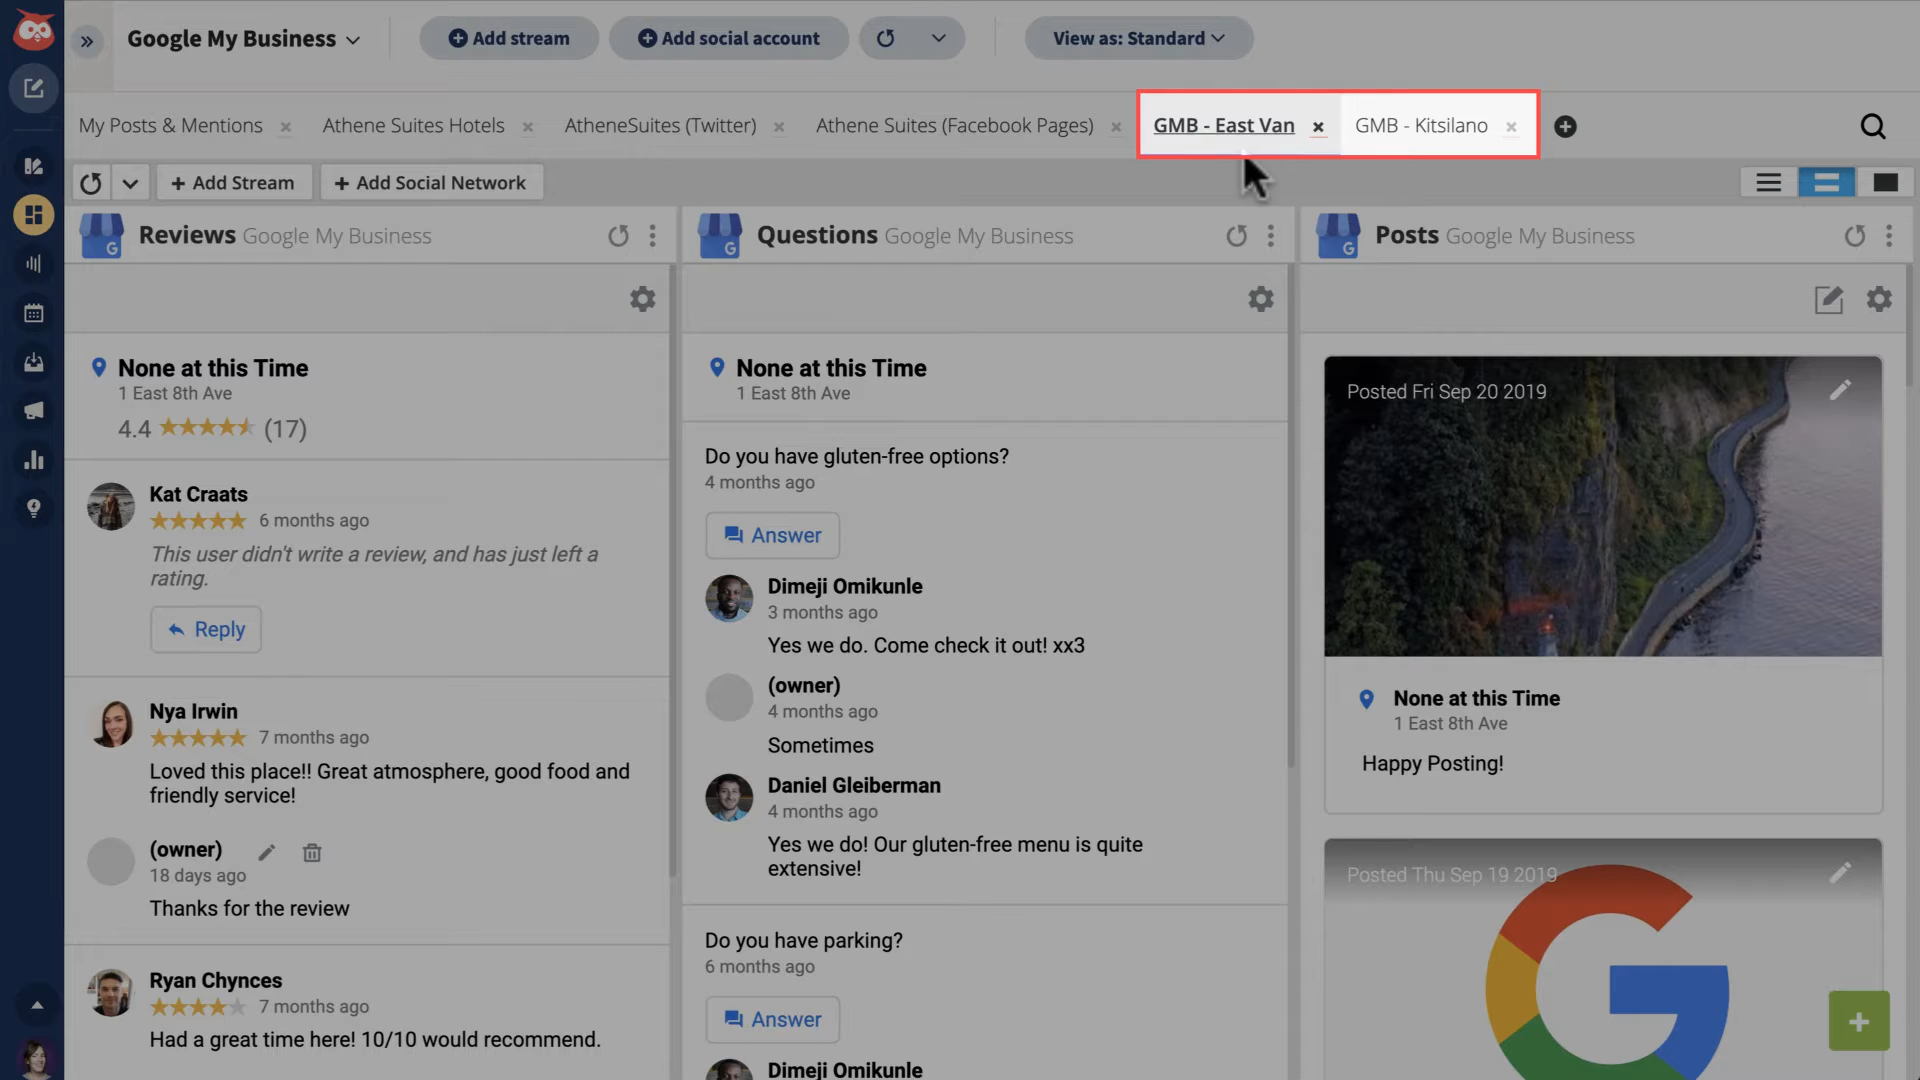 Google My Business
Add stream
Add social account
View as: Standard
My Posts & Mentions
Athene Suites Hotels
AtheneSuites (Twitter)
Athene Suites (Facebook Pages)
GMB - East Van
GMB - Kitsilano
+ Add Stream
+ Add Social Network
Reviews Google My Business
None at this Time
1 East 8th Ave
4.4 (17)
Kat Craats
6 months ago
This user didn't write a review, and has just left a
rating.
Reply
Nya Irwin
7 months ago
Loved this place!! Great atmosphere, good food and
friendly service!
(owner)
18 days ago
Thanks for the review
Ryan Chynces
7 months ago
Had a great time here! 10/10 would recommend.
Questions Google My Business
None at this Time
1 East 8th Ave
Do you have gluten-free options?
4 months ago
Answer
Dimeji Omikunle
3 months ago
Yes we do. Come check it out! xx3
(owner)
4 months ago
Sometimes
Daniel Gleiberman
4 months ago
Yes we do! Our gluten-free menu is quite
extensive!
Do you have parking?
6 months ago
Answer
Dimeji Omikunle
Posts Google My Business
Posted Fri Sep 20 2019
None at this Time
1 East 8th Ave
Happy Posting!
Posted Thu Sep 19 2019